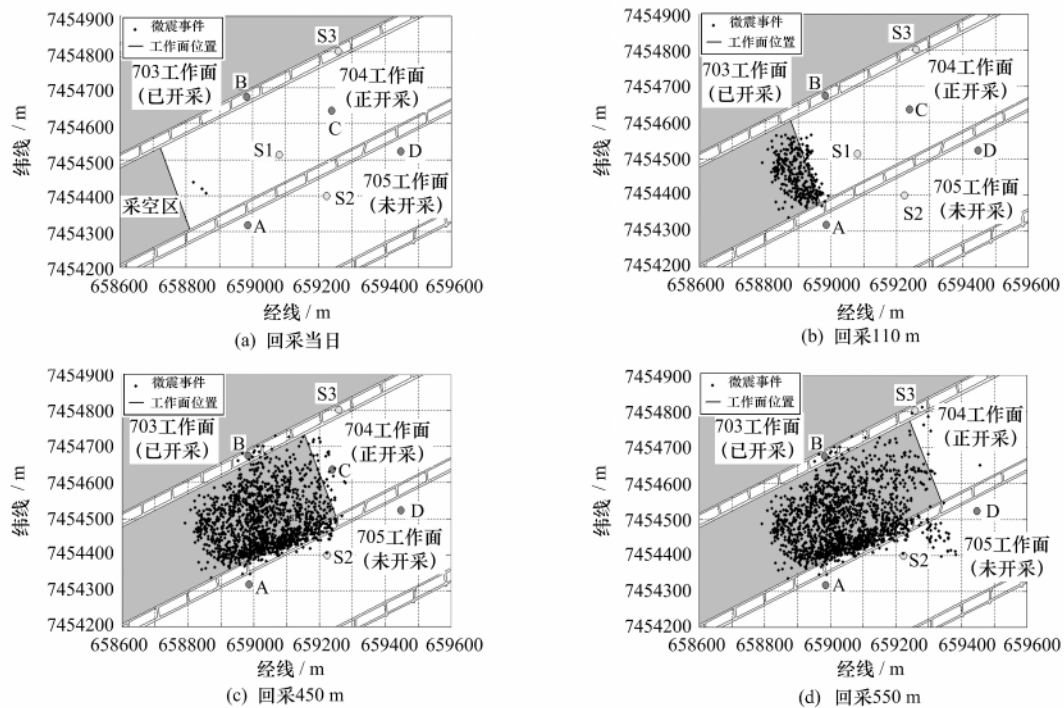 7454900
7454800
7454700
7454600
7454500
7454400
7454300
7454200
纬线 / m
微震事件
工作面位置
703工作面
(已开采)
704工作面
(正开采)
705工作面
(未开采)
采空区
S3
B
C
D
S1
S2
A
658600 658800 659000 659200 659400 659600
经线 / m
(a) 回采当日
7454900
7454800
7454700
7454600
7454500
7454400
7454300
7454200
纬线 / m
微震事件
工作面位置
703工作面
(已开采)
704工作面
(正开采)
705工作面
(未开采)
S3
B
C
D
S1
S2
A
658600 658800 659000 659200 659400 659600
经线 / m
(b) 回采110 m
7454900
7454800
7454700
7454600
7454500
7454400
7454300
7454200
纬线 / m
微震事件
工作面位置
703工作面
(已开采)
704工作面
(正开采)
705工作面
(未开采)
S3
B
C
D
S2
A
658600 658800 659000 659200 659400 659600
经线 / m
(c) 回采450 m
7454900
7454800
7454700
7454600
7454500
7454400
7454300
7454200
纬线 / m
微震事件
工作面位置
703工作面
(已开采)
704工作面
(正开采)
705工作面
(未开采)
S3
B
D
S2
A
658600 658800 659000 659200 659400 659600
经线 / m
(d) 回采550 m